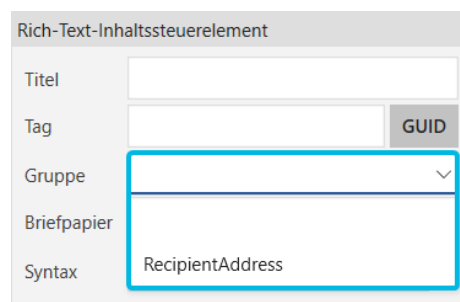 Rich-Text-Inhaltssteuerelement
Titel
Tag GUID
Gruppe
Briefpapier
RecipientAddress
Syntax